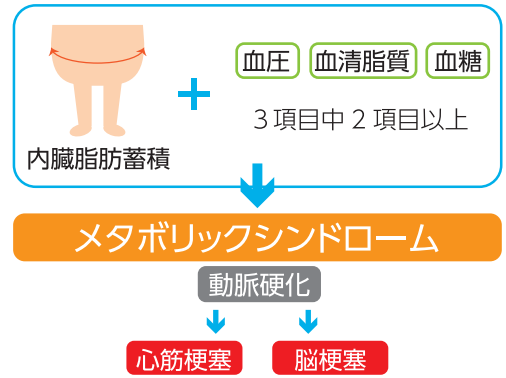 血圧 血清脂質 血糖
3項目中2項目以上
内臓脂肪蓄積
メタボリックシンドローム
動脈硬化
心筋梗塞 脳梗塞